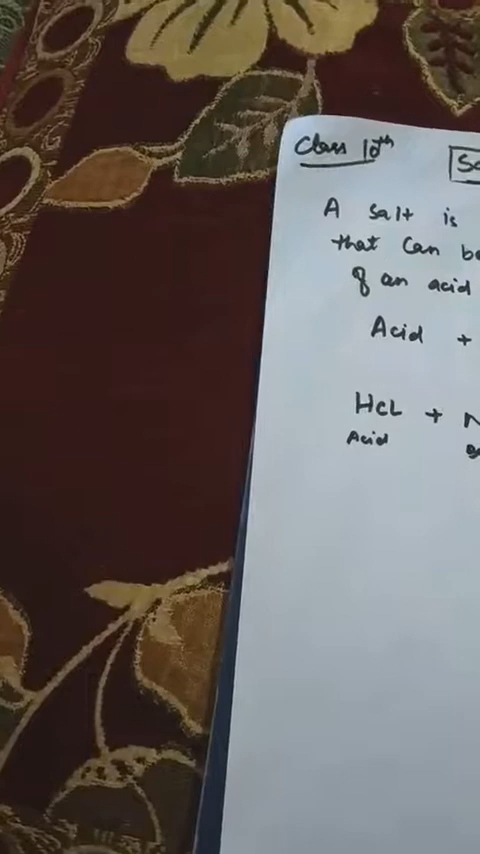 Class 10th
A salt is
that can be
of an acid
Acid +
HCL +
Acid